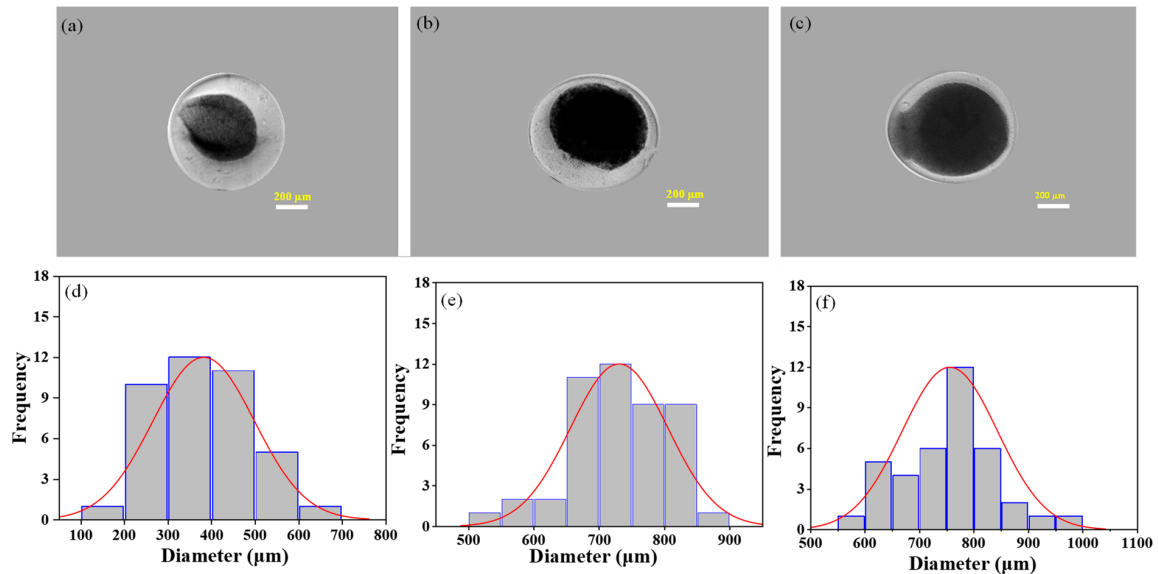 (a)
200 µm
(b)
200 µm
(c)
200 µm
(d)
18
15
12
9
6
3
0
Frequency
100 200 300 400 500 600 700 800
Diameter (µm)
(e)
18
15
12
9
6
3
0
Frequency
500 600 700 800 900
Diameter (µm)
(f)
18
15
12
9
6
3
0
Frequency
500 600 700 800 900 1000 1100
Diameter (µm)